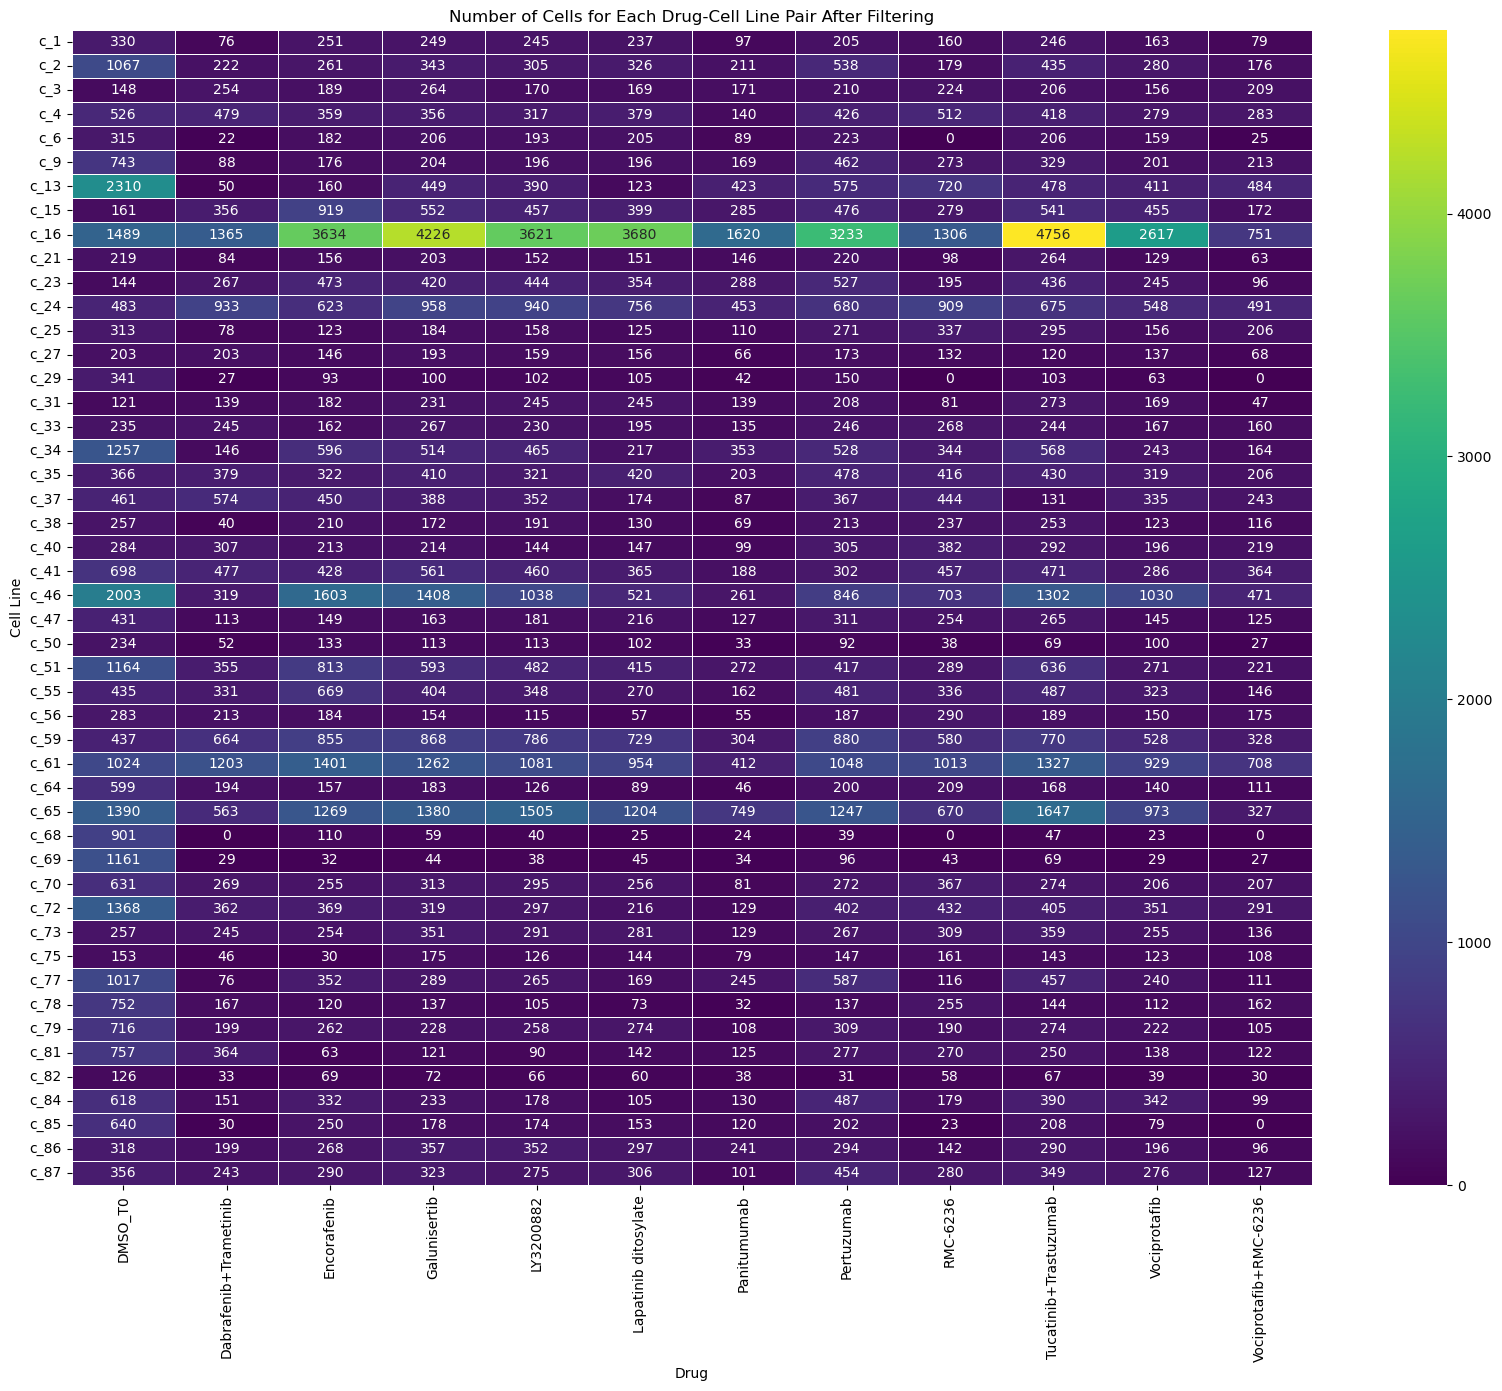 Number of Cells for Each Drug-Cell Line Pair After Filtering
c_1 330 76 251 249 245 237 97 205 160 246 163 79
c_2 1067 222 261 343 305 326 211 538 179 435 280 176
c_3 148 254 189 264 170 169 171 210 224 206 156 209
c_4 526 479 359 356 317 379 140 426 512 418 279 283
c_6 315 22 182 206 193 205 89 223 0 206 159 25
c_9 743 88 176 204 196 196 169 462 273 329 201 213
c_13 2310 50 160 449 390 123 423 575 720 478 411 484
c_15 161 356 919 552 457 399 285 476 279 541 455 172
c_16 1489 1365 3634 4226 3621 3680 1620 3233 1306 4756 2617 751
c_21 219 84 156 203 152 151 146 220 98 264 129 63
c_23 144 267 473 420 444 354 288 527 195 436 245 96
c_24 483 933 623 958 940 756 453 680 909 675 548 491
c_25 313 78 123 184 158 125 110 271 337 295 156 206
c_27 203 203 146 193 159 156 66 173 132 120 137 68
c_29 341 27 93 100 102 105 42 150 0 103 63 0
c_31 121 139 182 231 245 245 139 208 81 273 169 47
c_33 235 245 162 267 230 195 135 246 268 244 167 160
c_34 1257 146 596 514 465 217 353 528 344 568 243 164
c_35 366 379 322 410 321 420 203 478 416 430 319 206
c_37 461 574 450 388 352 174 87 367 444 131 335 243
c_38 257 40 210 172 191 130 69 213 237 253 123 116
c_40 284 307 213 214 144 147 99 305 382 292 196 219
c_41 698 477 428 561 460 365 188 302 457 471 286 364
c_46 2003 319 1603 1408 1038 521 261 846 703 1302 1030 471
c_47 431 113 149 163 181 216 127 311 254 265 145 125
c_50 234 52 133 113 113 102 33 92 38 69 100 27
c_51 1164 355 813 593 482 415 272 417 289 636 271 221
c_55 435 331 669 404 348 270 162 481 336 487 323 146
c_56 283 213 184 154 115 57 55 187 290 189 150 175
c_59 437 664 855 868 786 729 304 880 580 770 528 328
c_61 1024 1203 1401 1262 1081 954 412 1048 1013 1327 929 708
c_64 599 194 157 183 126 89 46 200 209 168 140 111
c_65 1390 563 1269 1380 1505 1204 749 1247 670 1647 973 327
c_68 901 0 110 59 40 25 24 39 0 47 23 0
c_69 1161 29 32 44 38 45 34 96 43 69 29 27
c_70 631 269 255 313 295 256 81 272 367 274 206 207
c_72 1368 362 369 319 297 216 129 402 432 405 351 291
c_73 257 245 254 351 291 281 129 267 309 359 255 136
c_75 153 46 30 175 126 144 79 147 161 143 123 108
c_77 1017 76 352 289 265 169 245 587 116 457 240 111
c_78 752 167 120 137 105 73 32 137 255 144 112 162
c_79 716 199 262 228 258 274 108 309 190 274 222 105
c_81 757 364 63 121 90 142 125 277 270 250 138 122
c_82 126 33 69 72 66 60 38 31 58 67 39 30
c_84 618 151 332 233 178 105 130 487 179 390 342 99
c_85 640 30 250 178 174 153 120 202 23 208 79 0
c_86 318 199 268 357 352 297 241 294 142 290 196 96
c_87 356 243 290 323 275 306 101 454 280 349 276 127
Cell Line
DMSO_T0
Dabrafenib+Trametinib
Encorafenib
Galunisertib
LY3200882
Lapatinib ditosylate
Panitumumab
Pertuzumab
RMC-6236
Tucatinib+Trastuzumab
Vociprotafib
Vociprotafib+RMC-6236
Drug
4000
3000
2000
1000
0